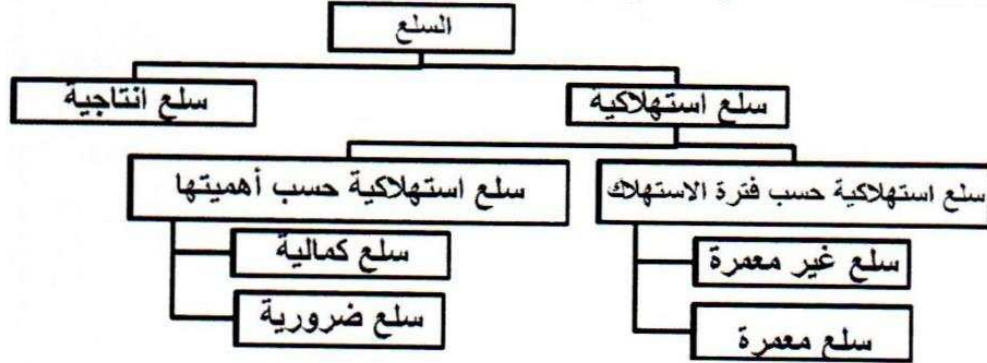 السلع
سلع استهلاكية
سلع انتاجية
سلع استهلاكية حسب فترة الاستهلاك
سلع استهلاكية حسب أهميتها
سلع غير معمرة
سلع كمالية
سلع معمرة
سلع ضرورية